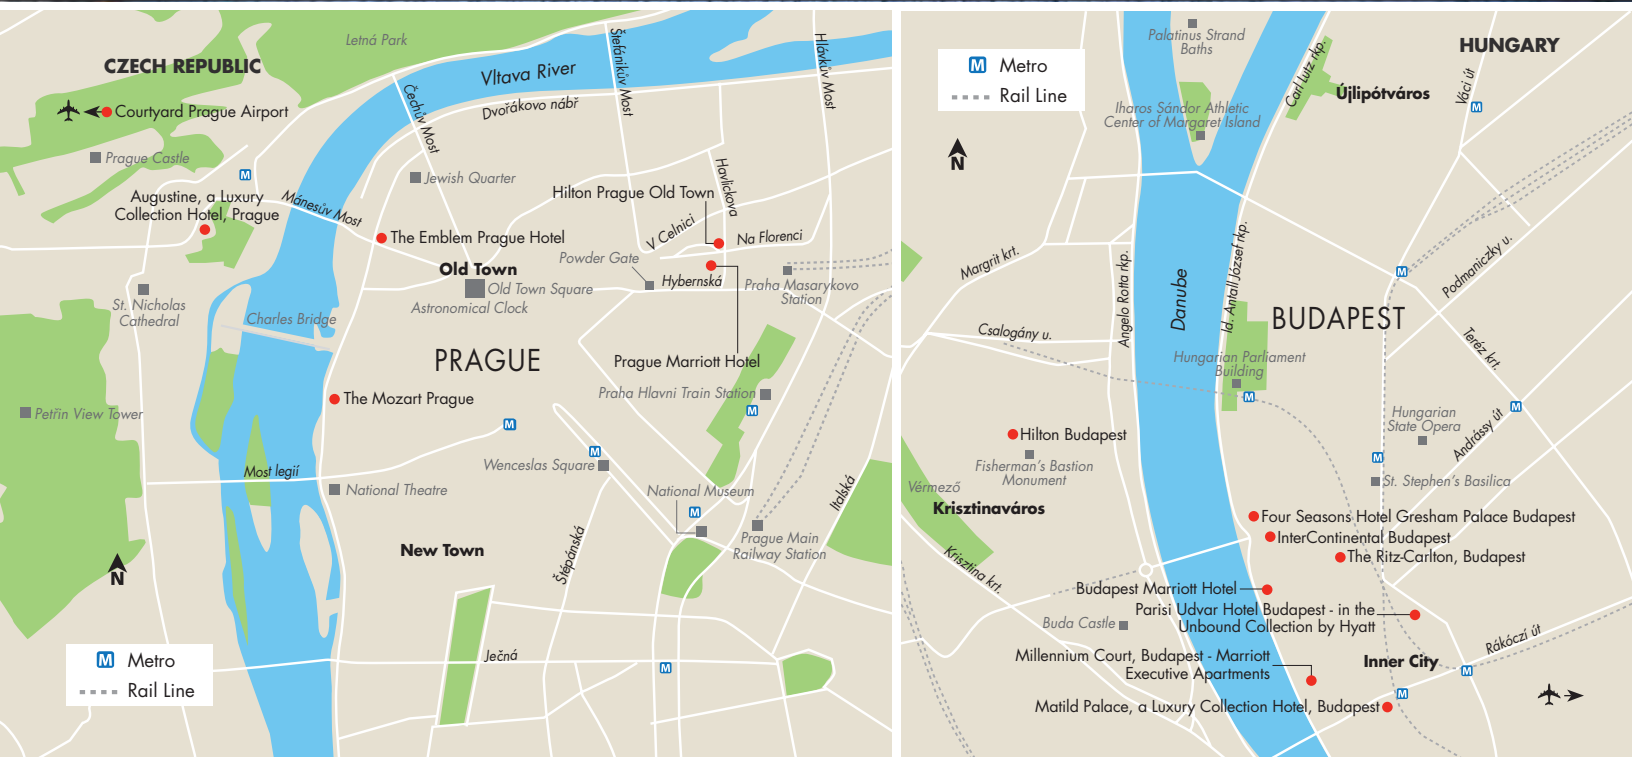 Letná Park
CZECH REPUBLIC
Courtyard Prague Airport
Prague Castle
M
Augustine, a Luxury
Collection Hotel, Prague
Mánesův Most
Čechův Most
Vltava River
Dvořákovo nábř
Štefánikův Most
Hlávkův Most
Jewish Quarter
Hilton Prague Old Town
Havlíckova
V Celnici
Na Florenci
The Emblem Prague Hotel
Powder Gate
Old Town
Old Town Square
Astronomical Clock
Hybernská
Praha Masarykovo
Station
St. Nicholas
Cathedral
Charles Bridge
PRAGUE
Prague Marriott Hotel
Praha Hlavni Train Station
M
The Mozart Prague
Petřin View Tower
M
M
Wenceslas Square
Most legií
National Theatre
National Museum
M
Italská
Prague Main
Railway Station
New Town
Štěpánská
N
Ječná
M
M Metro
Rail Line
M Metro
Rail Line
Palatinus Strand
Baths
HUNGARY
Carl Lutz rkp.
Újlipótváros
Váci út
M
Iharos Sándor Athletic
Center of Margaret Island
N
Margit krt.
Angelo Rotta rkp.
Danube
Id. Antall József rkp.
M
Podmaniczky u.
Csalogány u.
BUDAPEST
Teréz krt.
Hungarian Parliament
Building
M
M
Hungarian
State Opera
Andrássy út
Hilton Budapest
M
Fisherman's Bastion
Monument
St. Stephen's Basilica
Vérmező
Krisztinaváros
Four Seasons Hotel Gresham Palace Budapest
InterContinental Budapest
The Ritz-Carlton, Budapest
Krisztina krt.
Budapest Marriott Hotel
Parisi Udvar Hotel Budapest - in the
Unbound Collection by Hyatt
Buda Castle
Rákóczi út
Millennium Court, Budapest - Marriott
Executive Apartments
Inner City
M
M
Matild Palace, a Luxury Collection Hotel, Budapest